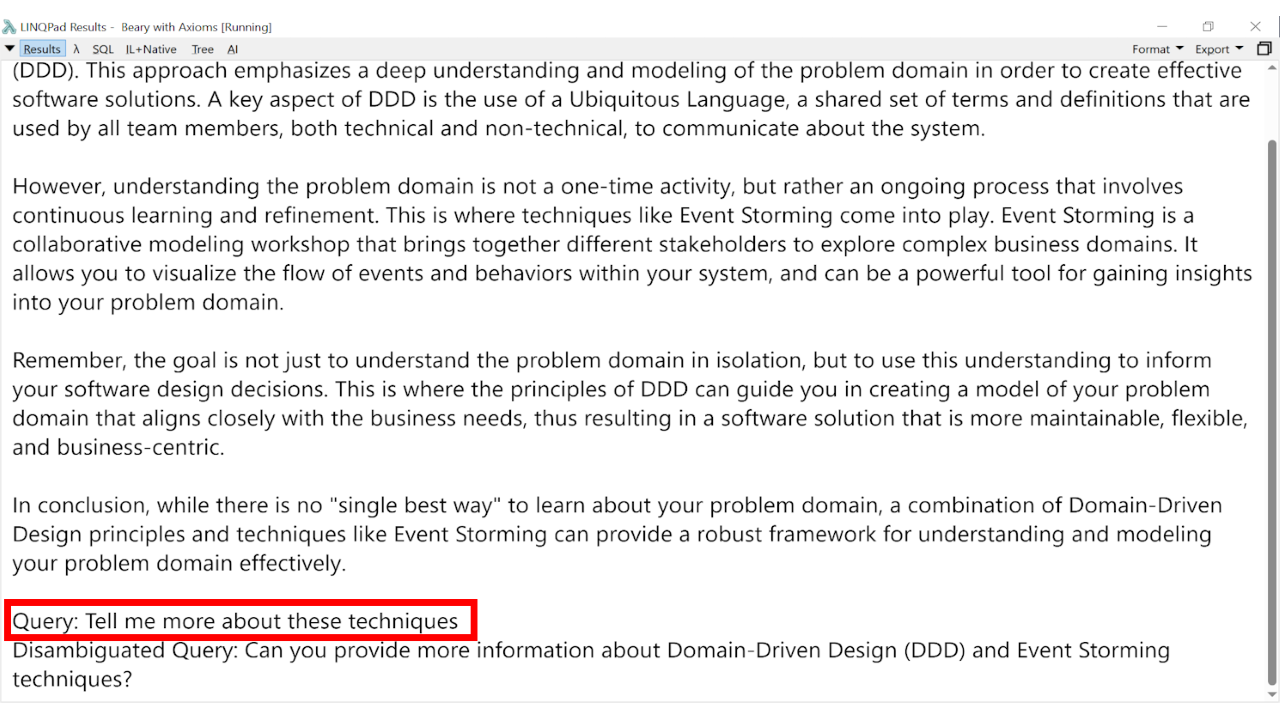 LINQPad Results - Beary with Axioms [Running]
Results λ SQL IL+Native Tree AI Format Export
(DDD). This approach emphasizes a deep understanding and modeling of the problem domain in order to create effective
software solutions. A key aspect of DDD is the use of a Ubiquitous Language, a shared set of terms and definitions that are
used by all team members, both technical and non-technical, to communicate about the system.
However, understanding the problem domain is not a one-time activity, but rather an ongoing process that involves
continuous learning and refinement. This is where techniques like Event Storming come into play. Event Storming is a
collaborative modeling workshop that brings together different stakeholders to explore complex business domains. It
allows you to visualize the flow of events and behaviors within your system, and can be a powerful tool for gaining insights
into your problem domain.
Remember, the goal is not just to understand the problem domain in isolation, but to use this understanding to inform
your software design decisions. This is where the principles of DDD can guide you in creating a model of your problem
domain that aligns closely with the business needs, thus resulting in a software solution that is more maintainable, flexible,
and business-centric.
In conclusion, while there is no "single best way" to learn about your problem domain, a combination of Domain-Driven
Design principles and techniques like Event Storming can provide a robust framework for understanding and modeling
your problem domain effectively.
Query: Tell me more about these techniques
Disambiguated Query: Can you provide more information about Domain-Driven Design (DDD) and Event Storming
techniques?